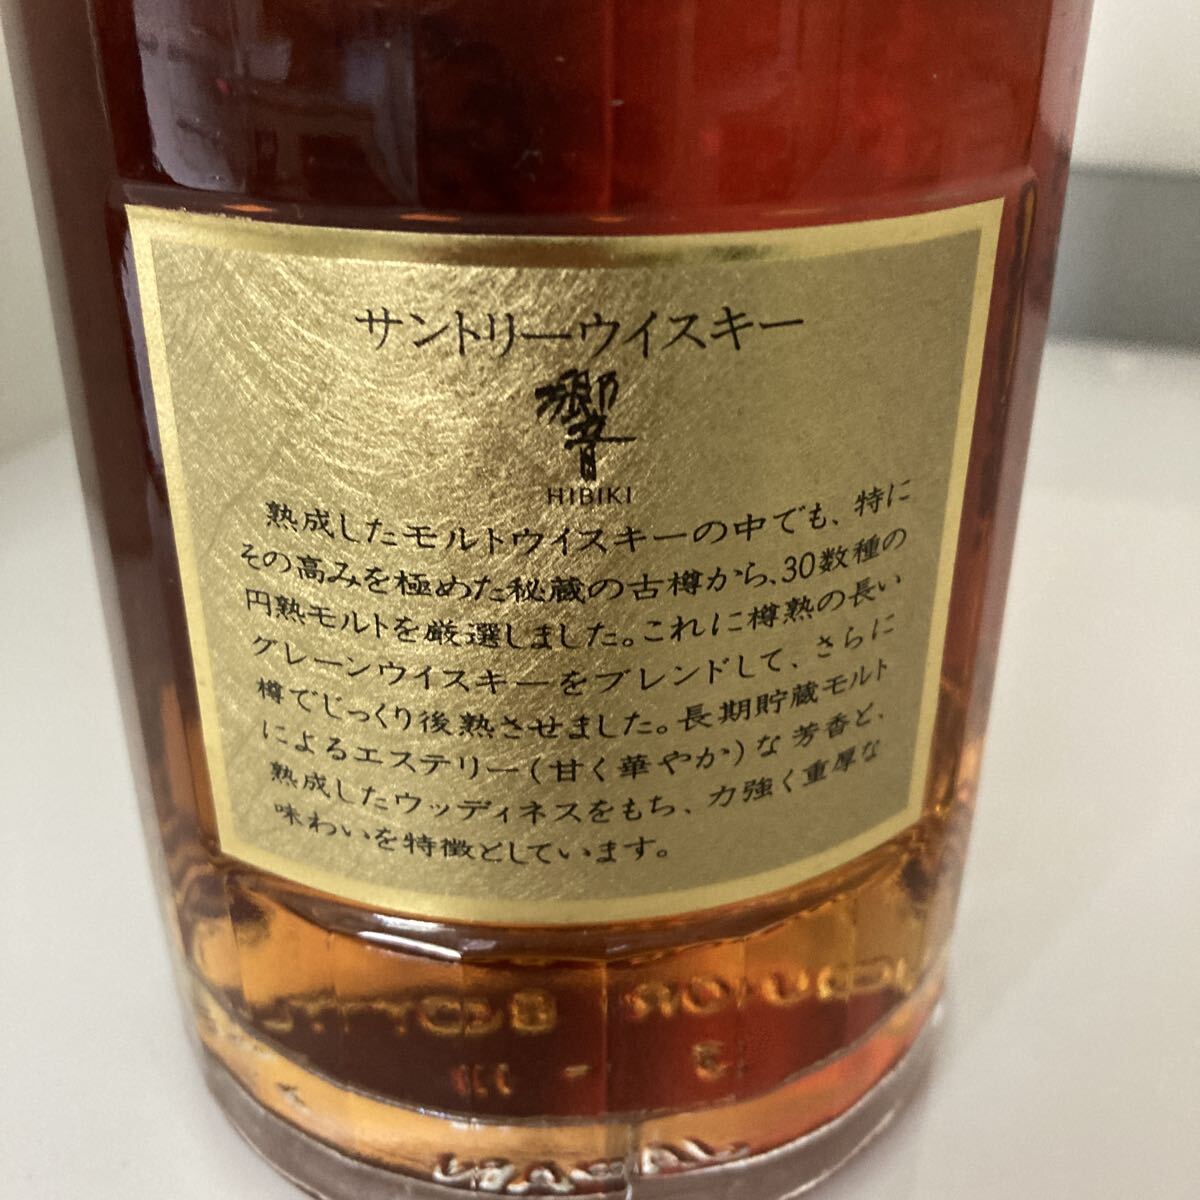 サントリーウイスキー
響
HIBIKI
熟成したモルトウイスキーの中でも、特に
その高みを極めた秘蔵の古樽から、30数種の
円熟モルトを厳選しました。これに樽熟の長い
グレーンウイスキーをブレンドして、さらに
樽でじっくり後熟させました。長期貯蔵モルト
によるエステリー(甘く華やか)な芳香と、
熟成したウッディネスをもち、力強く重厚な
味わいを特徴としています。